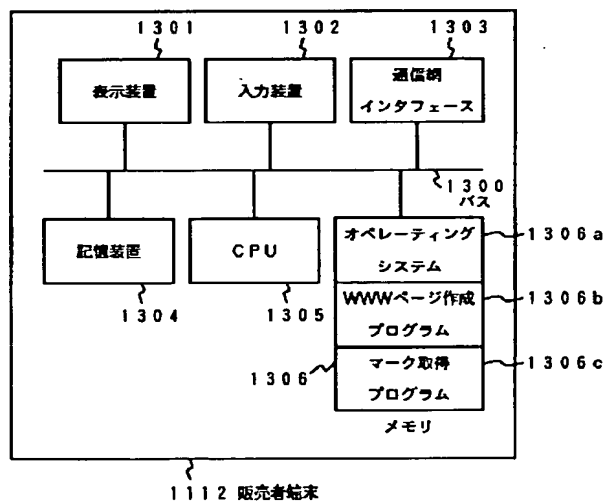 1301
1302
1303
表示装置
入力装置
通信網
インタフェース
1300
バス
記憶装置
CPU
オペレーティング
システム
1306a
WWWページ作成
プログラム
1306b
1304
1305
1306
マーク取得
プログラム
1306c
メモリ
1112 販売者端末